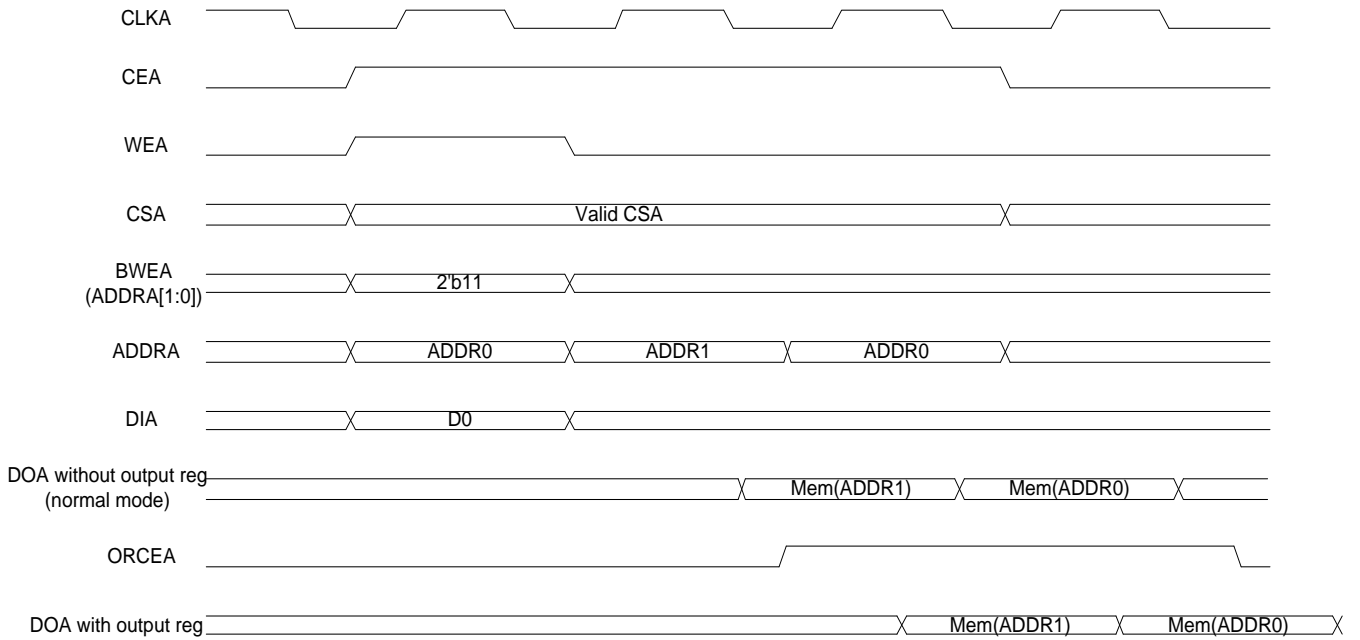 CLKA
CEA
WEA
CSA
Valid CSA
BWEA
(ADDRA[1:0])
2'b11
ADDRA
ADDR0
ADDR1
ADDR0
DIA
D0
DOA without output reg
(normal mode)
Mem(ADDR1)
Mem(ADDR0)
ORCEA
DOA with output reg
Mem(ADDR1)
Mem(ADDR0)